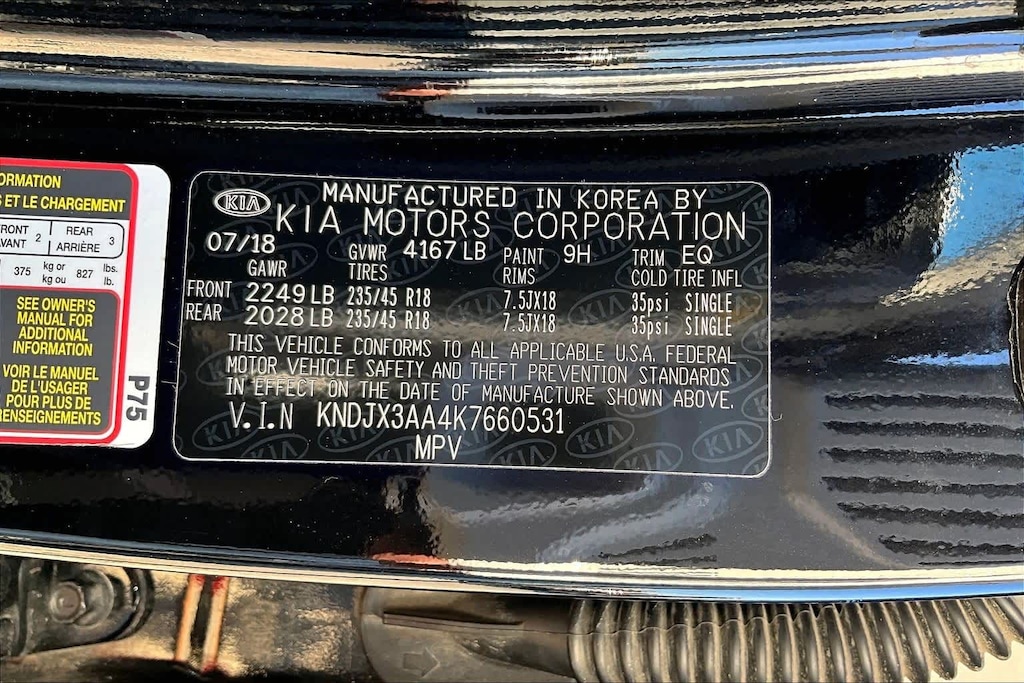 ORMATION
ET LE CHARGEMENT
FRONT 2 REAR 3
AVANT ARRIÈRE
375 kg or 827 lbs.
kg ou lb.
SEE OWNER'S
MANUAL FOR
ADDITIONAL
INFORMATION
VOIR LE MANUEL
DE L'USAGER
POUR PLUS DE
RENSEIGNEMENTS
P75
KIA MANUFACTURED IN KOREA BY
KIA MOTORS CORPORATION
07/18 GVWR 4167 LB PAINT 9H TRIM EQ
GAWR TIRES RIMS COLD TIRE INFL
FRONT 2249 LB 235/45 R18 7.5JX18 35psi SINGLE
REAR 2028 LB 235/45 R18 7.5JX18 35psi SINGLE
THIS VEHICLE CONFORMS TO ALL APPLICABLE U.S.A. FEDERAL
MOTOR VEHICLE SAFETY AND THEFT PREVENTION STANDARDS
IN EFFECT ON THE DATE OF MANUFACTURE SHOWN ABOVE.
V.I.N KNDJX3AA4K7660531
MPV